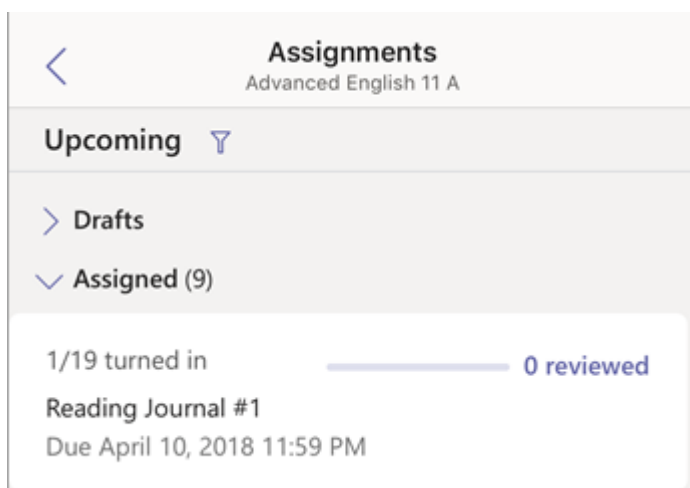 Assignments
Advanced English 11 A
Upcoming
Drafts
Assigned (9)
1/19 turned in 0 reviewed
Reading Journal #1
Due April 10, 2018 11:59 PM